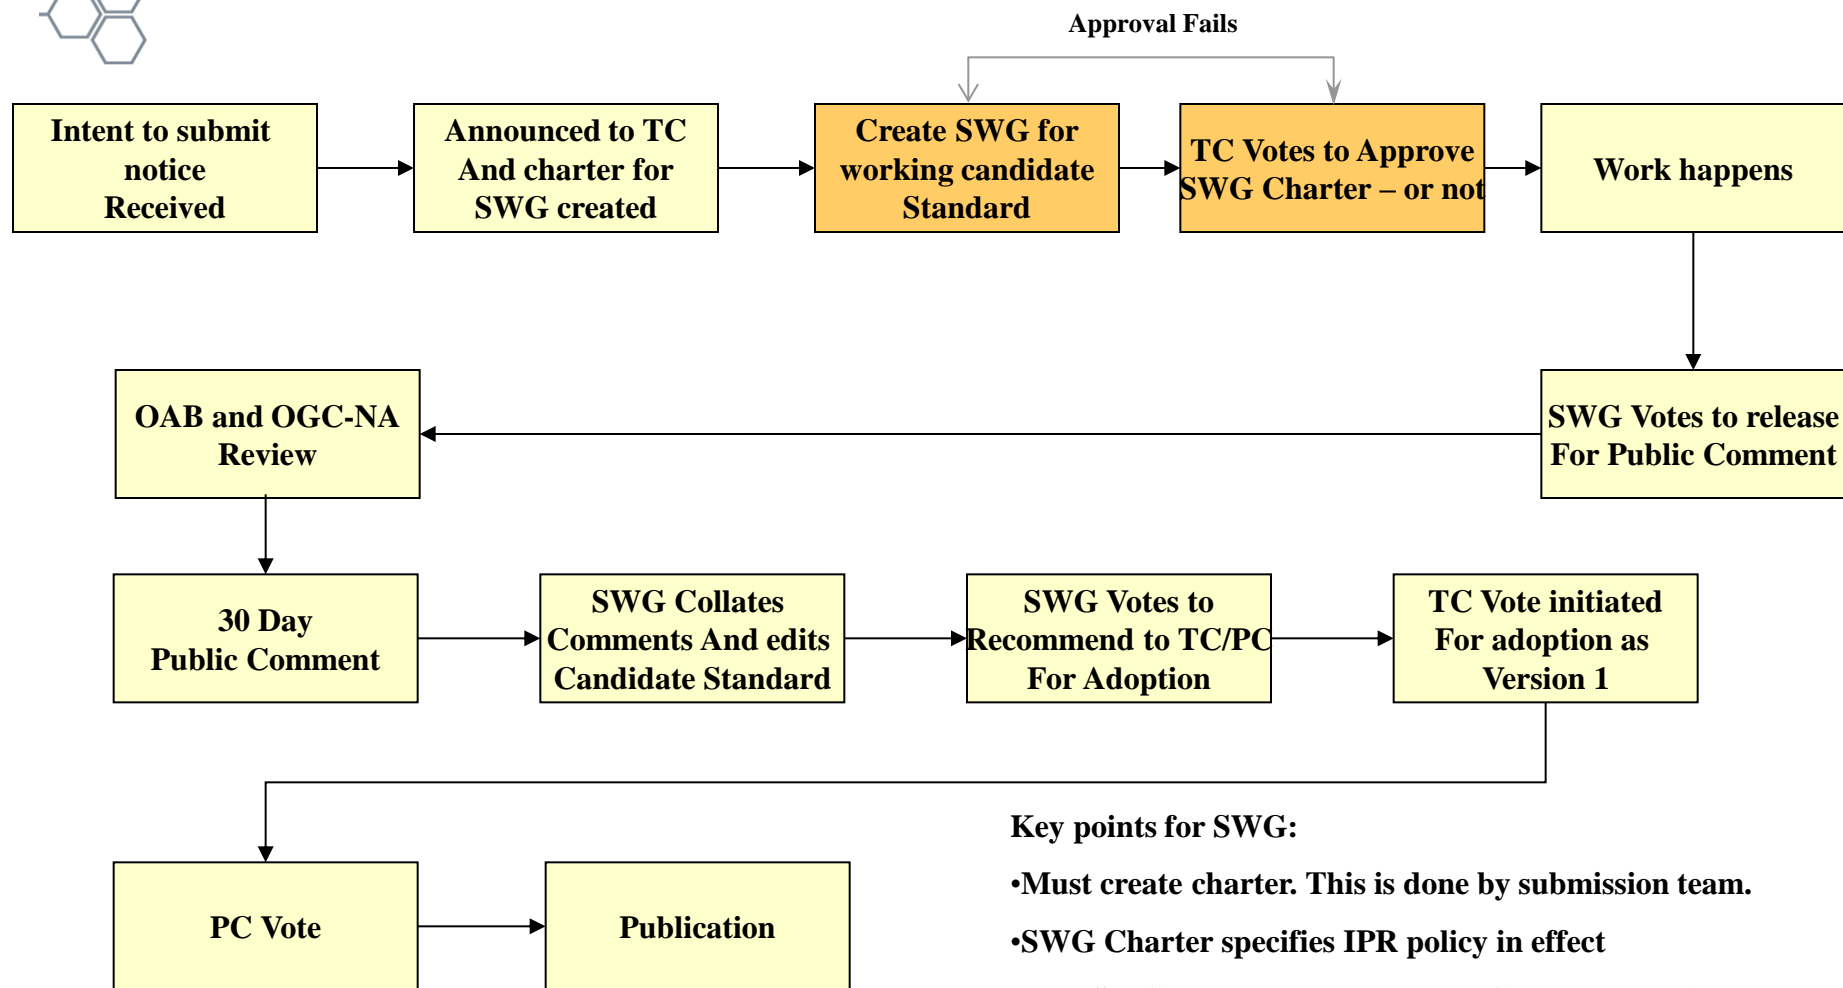 Approval Fails
Intent to submit
notice
Received
Announced to TC
And charter for
SWG created
Create SWG for
working candidate
Standard
TC Votes to Approve
SWG Charter – or not
Work happens
OAB and OGC-NA
Review
SWG Votes to release
For Public Comment
30 Day
Public Comment
SWG Collates
Comments And edits
Candidate Standard
SWG Votes to
Recommend to TC/PC
For Adoption
TC Vote initiated
For adoption as
Version 1
PC Vote
Publication
Key points for SWG:
•Must create charter. This is done by submission team.
•SWG Charter specifies IPR policy in effect